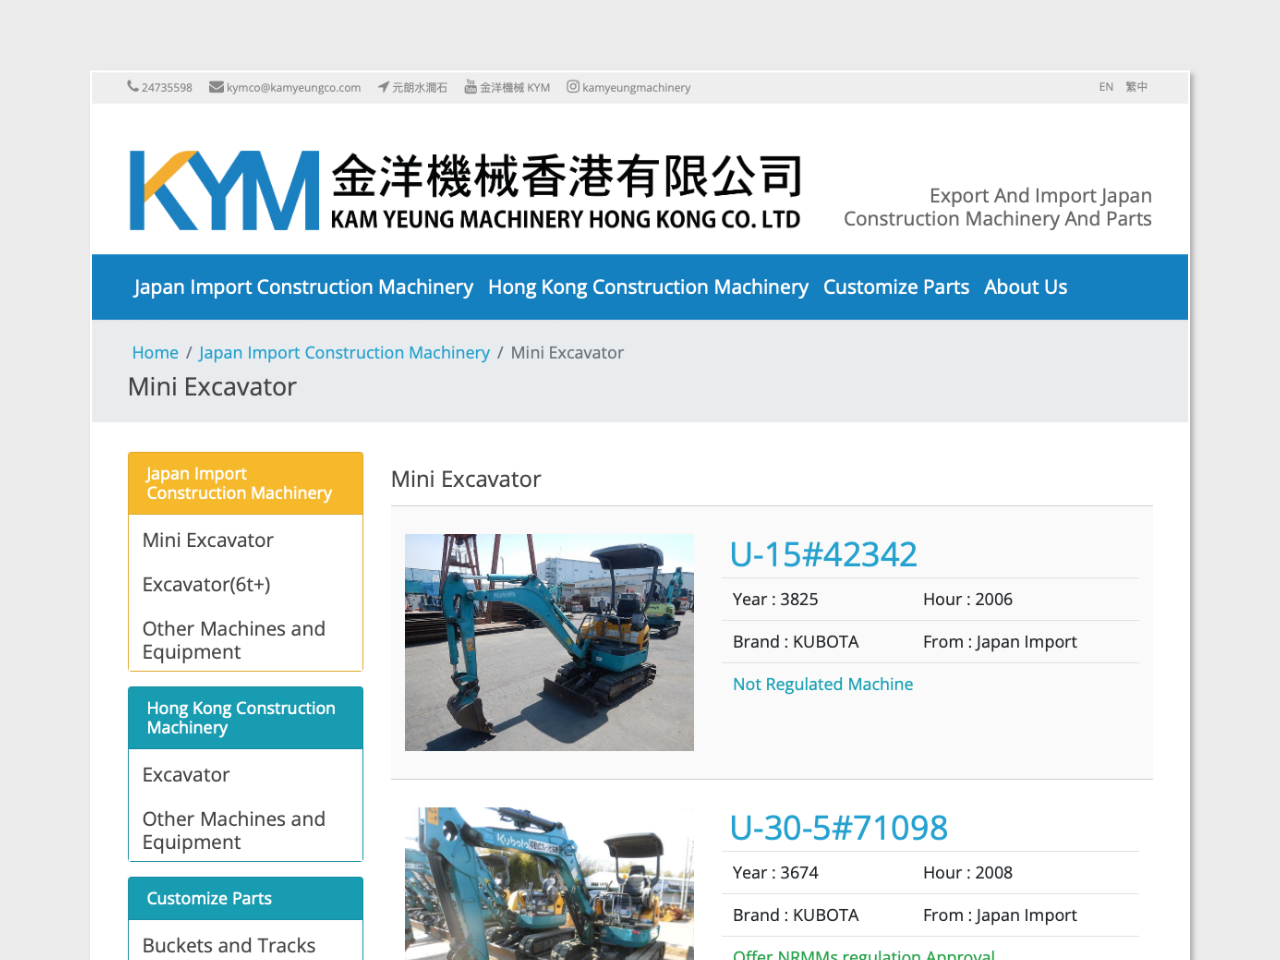 24735598 kymco@kamyeungco.com 元朗水澗石 金洋機械 KYM kamyeungmachinery EN 繁中
KYM 金洋機械香港有限公司
KAM YEUNG MACHINERY HONG KONG CO. LTD
Export And Import Japan
Construction Machinery And Parts
Japan Import Construction Machinery Hong Kong Construction Machinery Customize Parts About Us
Home / Japan Import Construction Machinery / Mini Excavator
Mini Excavator
Japan Import
Construction Machinery
Mini Excavator
Excavator(6t+)
Other Machines and
Equipment
Hong Kong Construction
Machinery
Excavator
Other Machines and
Equipment
Customize Parts
Buckets and Tracks
Mini Excavator
U-15#42342
Year : 3825 Hour : 2006
Brand : KUBOTA From : Japan Import
Not Regulated Machine
Kubota
U-30-5#71098
Year : 3674 Hour : 2008
Brand : KUBOTA From : Japan Import
Offer NRMMs regulation Approval